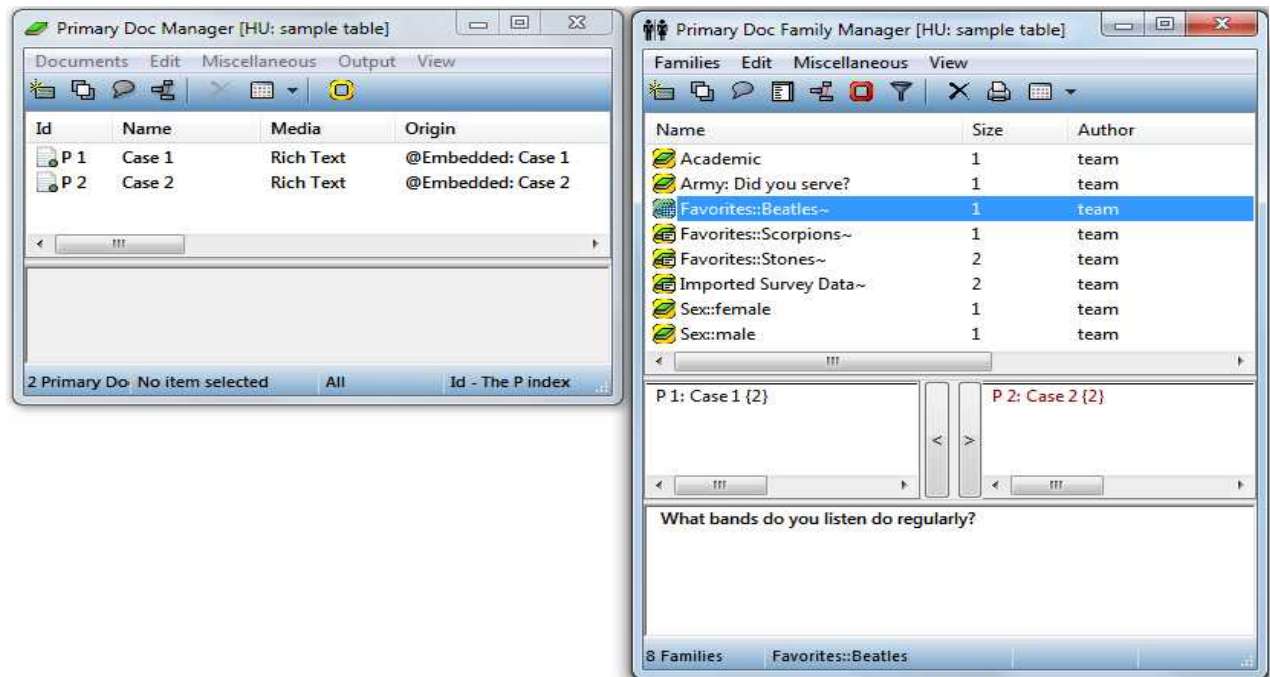 Primary Doc Manager [HU: sample table]
Documents Edit Miscellaneous Output View
Id Name Media Origin
P 1 Case 1 Rich Text @Embedded: Case 1
P 2 Case 2 Rich Text @Embedded: Case 2
2 Primary Do No item selected All Id - The P index
Primary Doc Family Manager [HU: sample table]
Families Edit Miscellaneous View
Name Size Author
Academic 1 team
Army: Did you serve? 1 team
Favorites::Beatles~ 1 team
Favorites::Scorpions~ 1 team
Favorites::Stones~ 2 team
Imported Survey Data~ 2 team
Sex::female 1 team
Sex::male 1 team
P 1: Case 1 {2} < > P 2: Case 2 {2}
What bands do you listen do regularly?
8 Families Favorites::Beatles